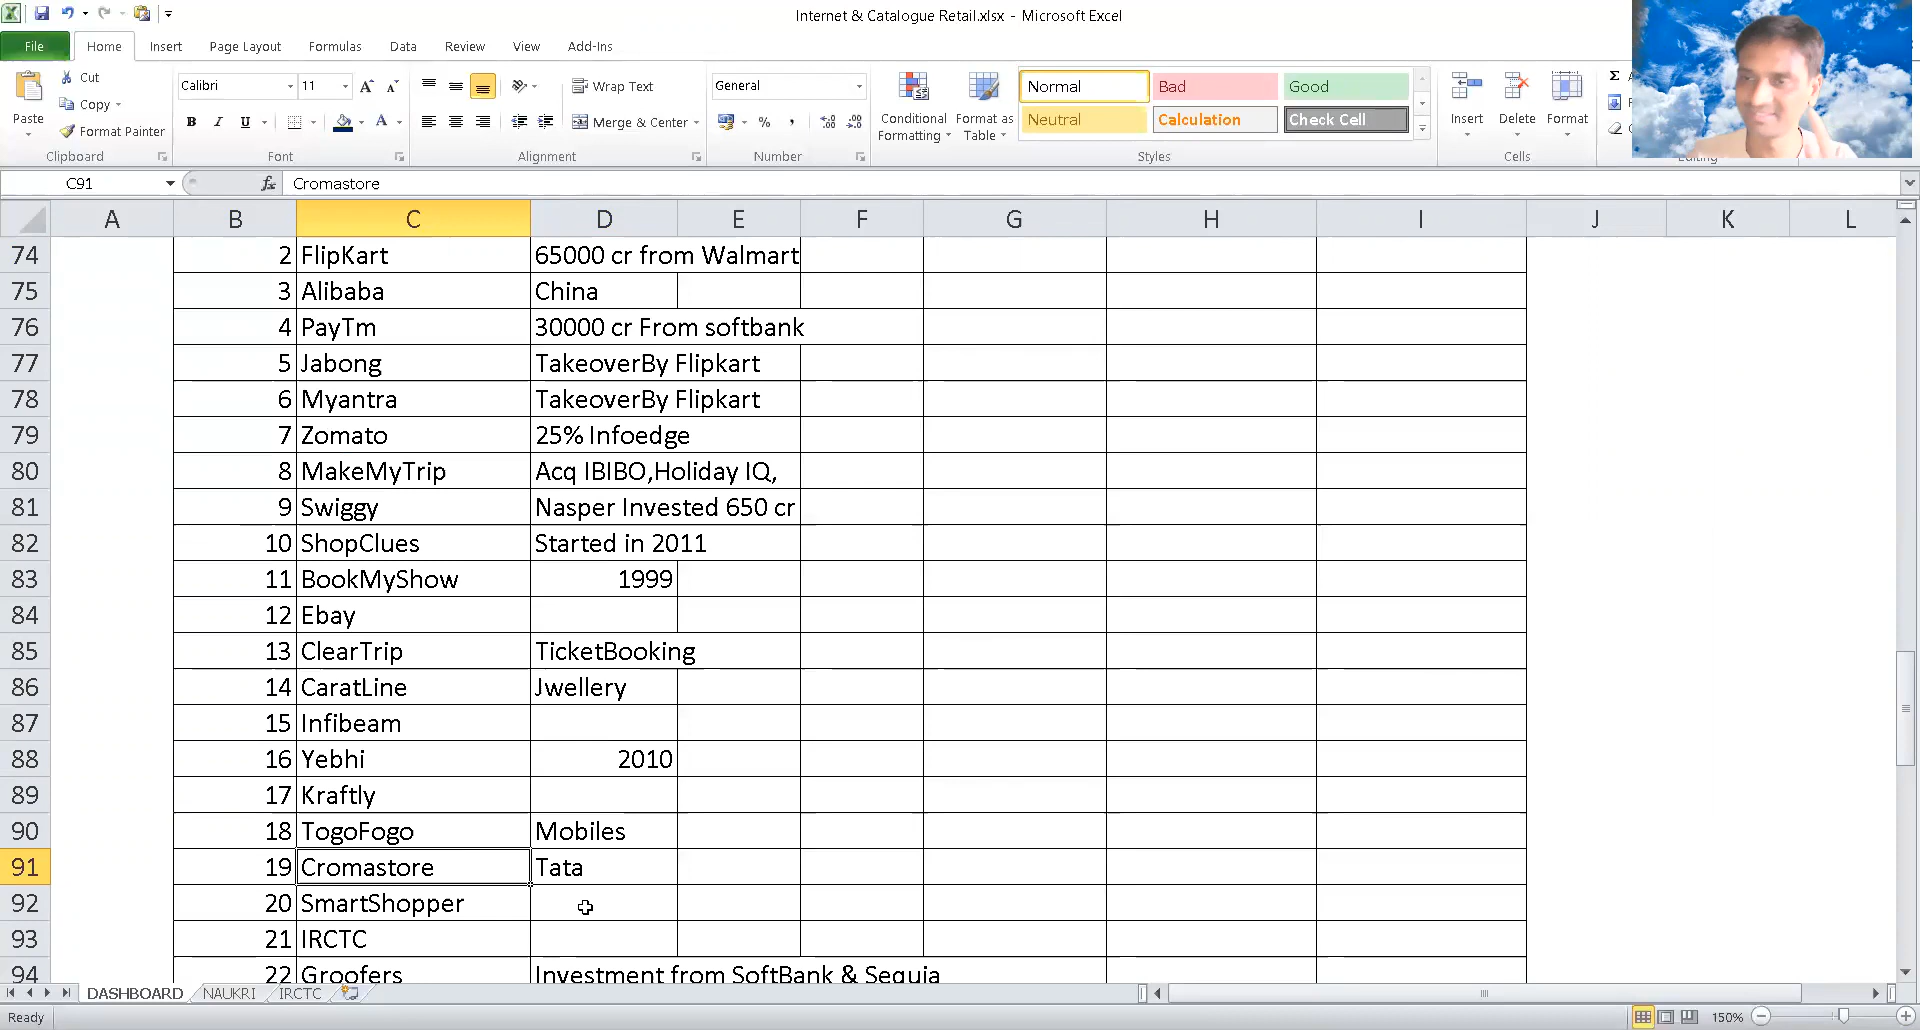 Internet & Catalogue Retail.xlsx - Microsoft Excel
File Home Insert Page Layout Formulas Data Review View Add-Ins
Cut
Copy
Format Painter
Paste
Clipboard
Calibri 11
B I U
Font
Wrap Text
Merge & Center
Alignment
General
%
Number
Conditional Formatting
Format as Table
Normal Bad Good
Neutral Calculation Check Cell
Styles
Insert Delete Format
Cells
C91 fx Cromastore
A B C D E F G H I J K L
74 2 FlipKart 65000 cr from Walmart
75 3 Alibaba China
76 4 PayTm 30000 cr From softbank
77 5 Jabong TakeoverBy Flipkart
78 6 Myantra TakeoverBy Flipkart
79 7 Zomato 25% Infoedge
80 8 MakeMyTrip Acq IBIBO,Holiday IQ,
81 9 Swiggy Nasper Invested 650 cr
82 10 ShopClues Started in 2011
83 11 BookMyShow 1999
84 12 Ebay
85 13 ClearTrip TicketBooking
86 14 CaratLine Jwellery
87 15 Infibeam
88 16 Yebhi 2010
89 17 Kraftly
90 18 TogoFogo Mobiles
91 19 Cromastore Tata
92 20 SmartShopper
93 21 IRCTC
94 22 Groofers Investment from SoftBank & Sequia
DASHBOARD NAUKRI IRCTC
Ready 150%